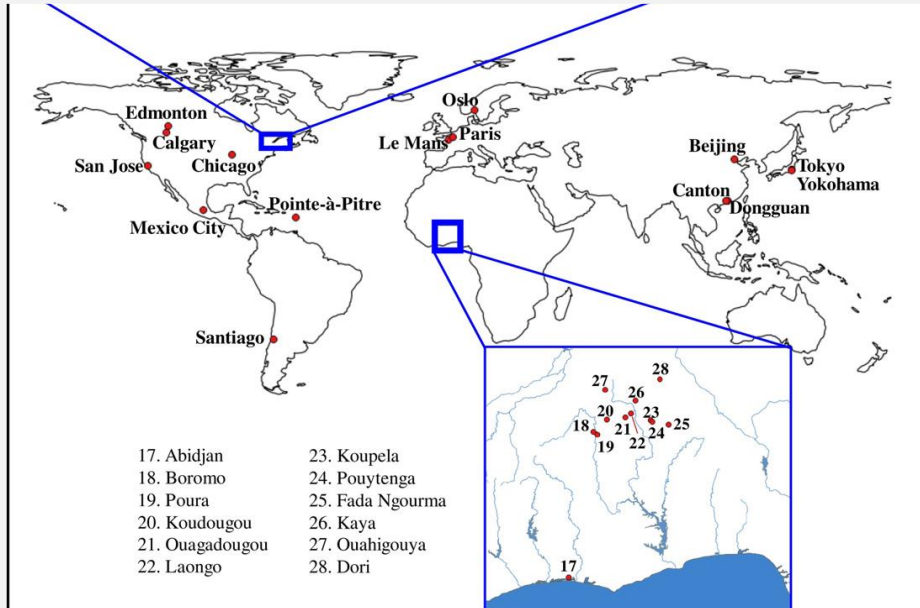 Oslo
Edmonton
Paris
Calgary
Le Mans
Beijing
San Jose
Chicago
Tokyo
Yokohama
Canton
Pointe-à-Pitre
Dongguan
Mexico City
Santiago
28
27
26
20
23
18
21
24
25
19
22
17
17. Abidjan
18. Boromo
19. Poura
20. Koudougou
21. Ouagadougou
22. Laongo
23. Koupela
24. Pouytenga
25. Fada Ngourma
26. Kaya
27. Ouahigouya
28. Dori